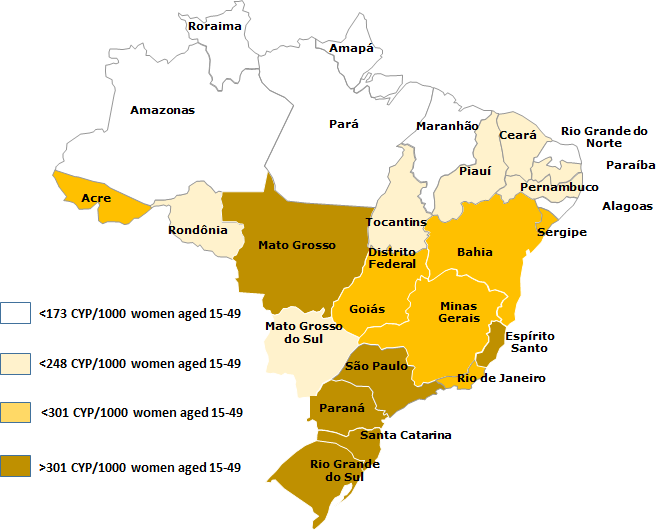 Roraima
Amapá
Amazonas
Pará
Maranhão
Ceará
Rio Grande do
Norte
Piauí
Paraíba
Acre
Pernambuco
Alagoas
Rondônia
Tocantins
Sergipe
Mato Grosso
Distrito
Federal
Bahia
Goiás
Minas
Gerais
<173 CYP/1000 women aged 15-49
Mato Grosso
do Sul
Espírito
Santo
<248 CYP/1000 women aged 15-49
São Paulo
Rio de Janeiro
<301 CYP/1000 women aged 15-49
Paraná
Santa Catarina
>301 CYP/1000 women aged 15-49
Rio Grande
do Sul